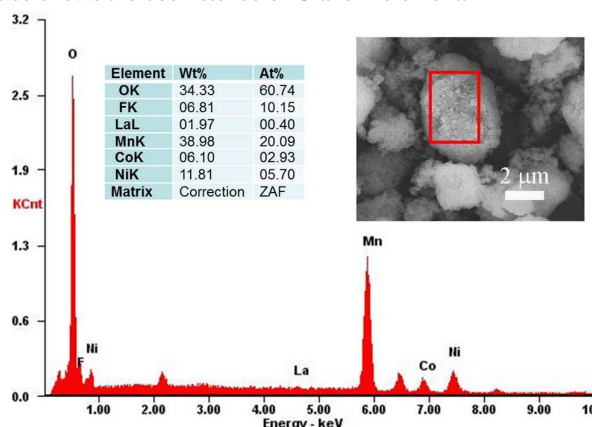 3.2
O
Element Wt% At%
OK 34.33 60.74
FK 06.81 10.15
LaL 01.97 00.40
MnK 38.98 20.09
CoK 06.10 02.93
NiK 11.81 05.70
Matrix Correction ZAF
2 μm
2.5
1.9
KCnt
1.3
Mn
0.6
F
Ni
La
Co
Ni
0.0
1.00 2.00 3.00 4.00 5.00 6.00 7.00 8.00 9.00 10
Energy - keV